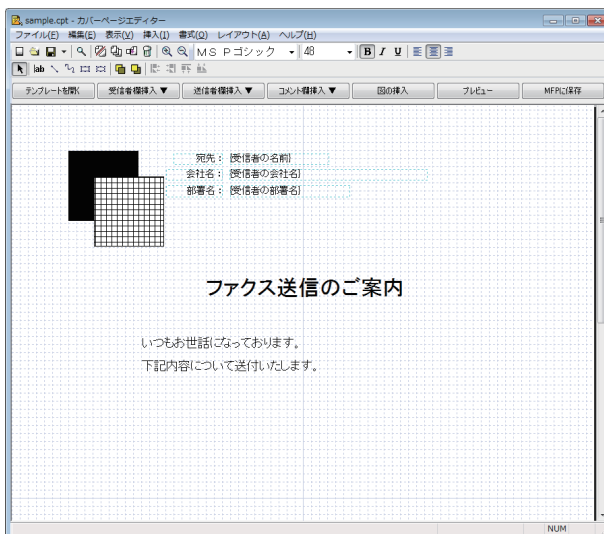 sample.cpt - カバーページエディター
ファイル(F) 編集(E) 表示(V) 挿入(I) 書式(O) レイアウト(A) ヘルプ(H)
ＭＳ Ｐゴシック 48 B I U
ab
テンプレートを開く 受信者欄挿入▼ 送信者欄挿入▼ コメント欄挿入▼ 図の挿入 プレビュー MFPに保存
宛先： {受信者の名前}
会社名： {受信者の会社名}
部署名： {受信者の部署名}
ファクス送信のご案内
いつもお世話になっております。
下記内容について送付いたします。
NUM